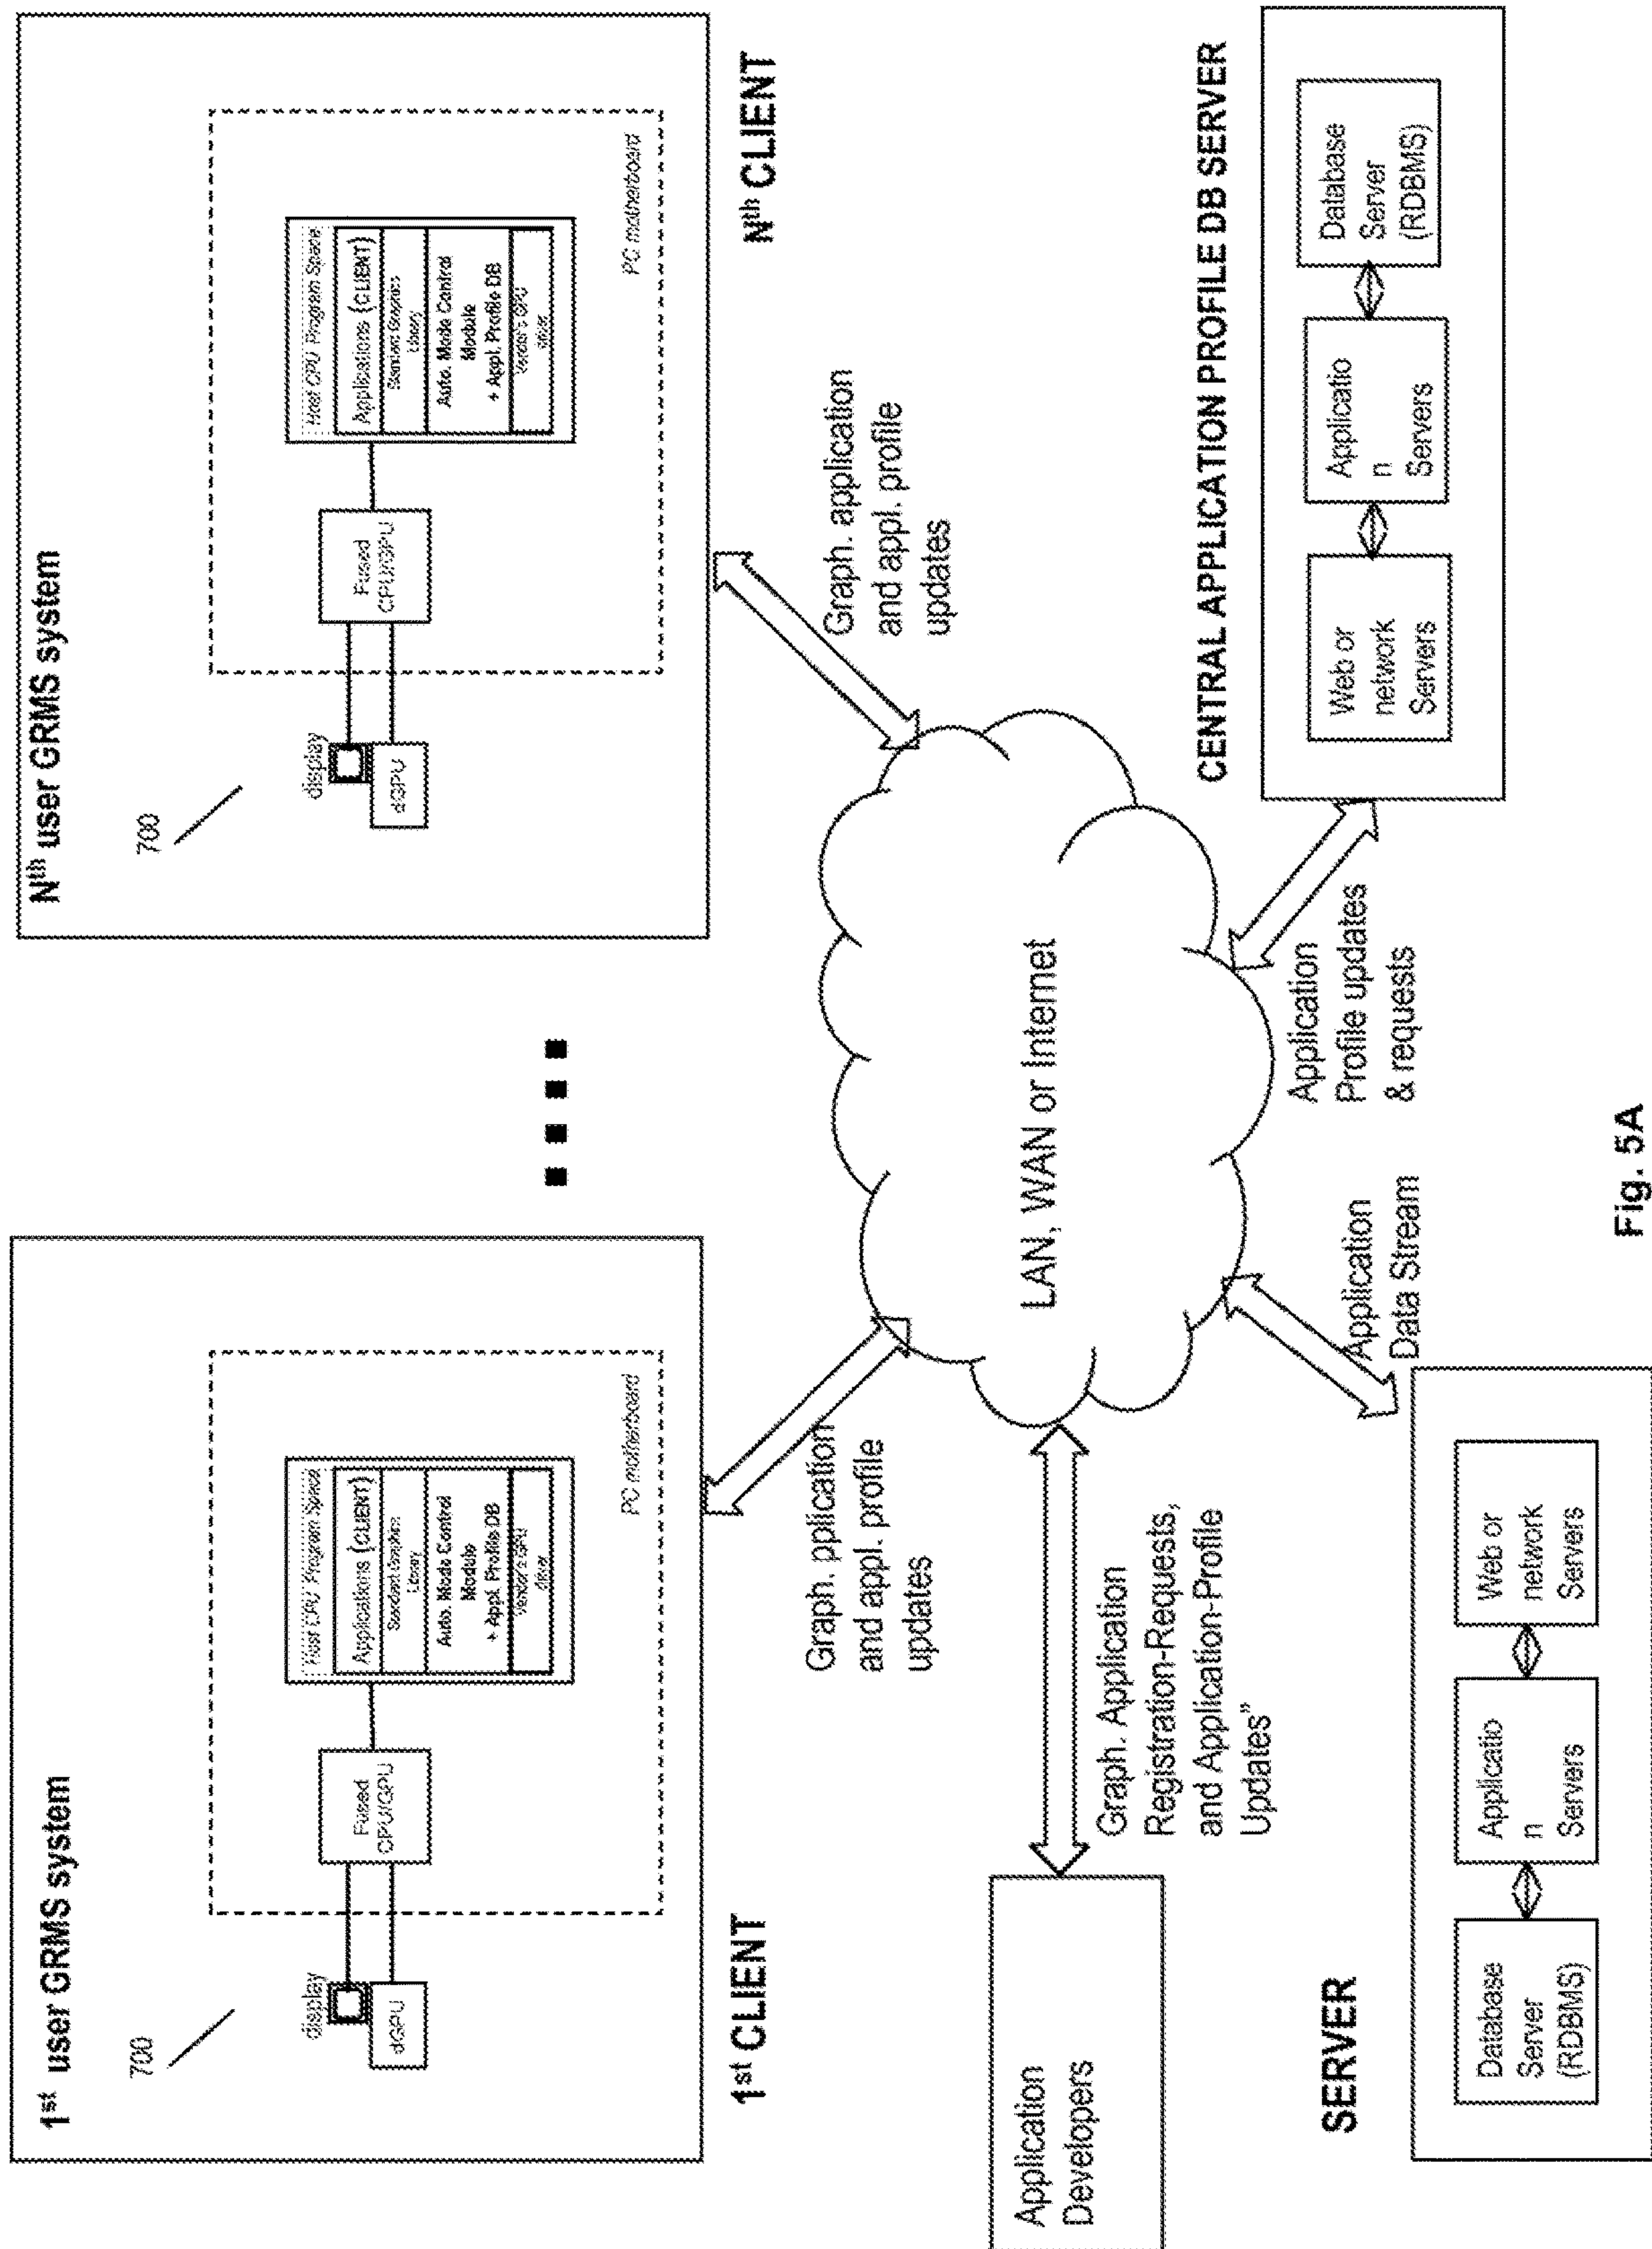 1st user GRMS system
700
display
dGPU
Fused
CPU/GPU
Host CPU Program Space
Applications (CLIENT)
Standard Graphics
Library
Auto. Mode Control
Module
+ Appl. Profile DB
Vendor's GPU
driver
PC motherboard
1st CLIENT
Nth user GRMS system
700
display
dGPU
Fused
CPU/GPU
Host CPU Program Space
Applications (CLIENT)
Standard Graphics
Library
Auto. Mode Control
Module
+ Appl. Profile DB
Vendor's GPU
driver
PC motherboard
Nth CLIENT
Graph. pplication
and appl. profile
updates
Graph. application
and appl. profile
updates
LAN, WAN or Internet
Application
Developers
Graph. Application
Registration-Requests,
and Application-Profile
Updates”
Application
Data Stream
Application
Profile updates
& requests
SERVER
Database
Server
(RDBMS)
Applicatio
n
Servers
Web or
network
Servers
CENTRAL APPLICATION PROFILE DB SERVER
Web or
network
Servers
Applicatio
n
Servers
Database
Server
(RDBMS)
Fig. 5A